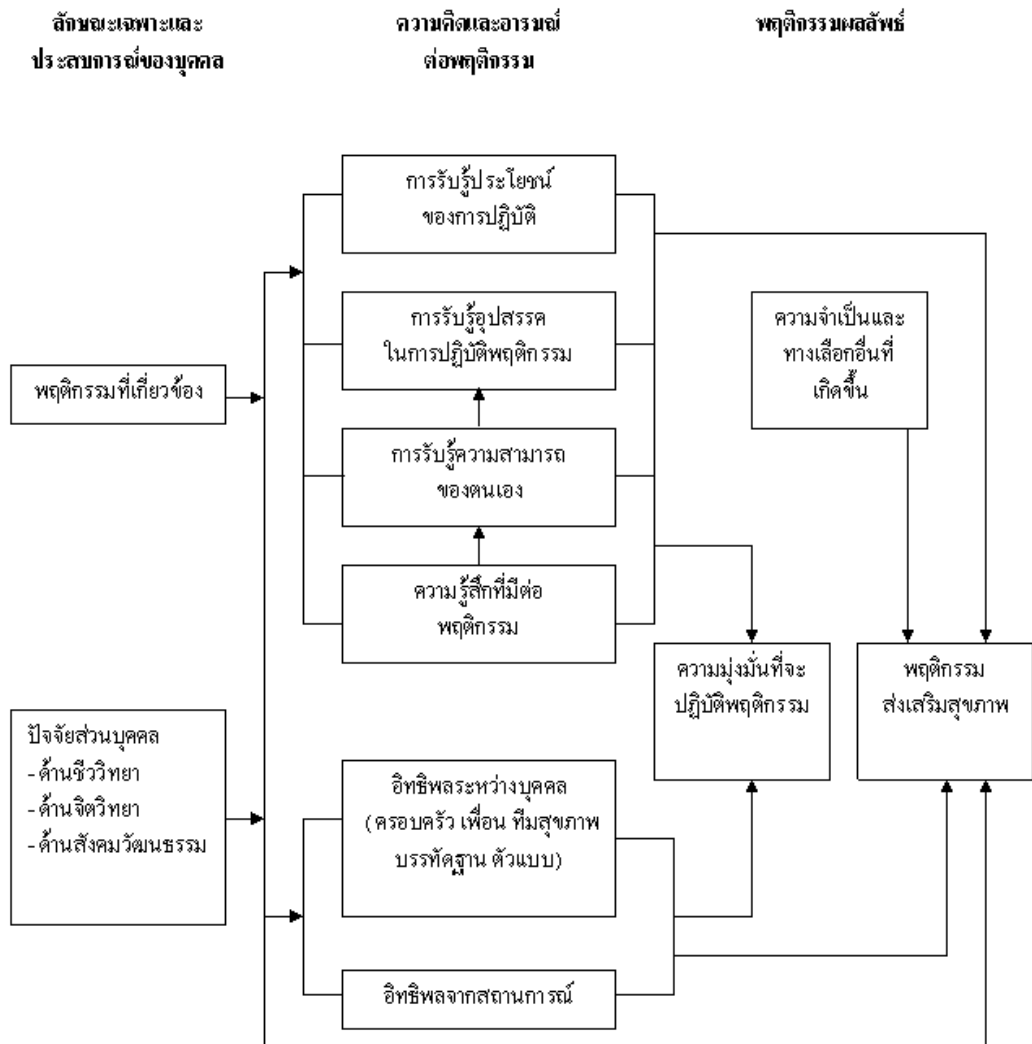 ลักษณะเฉพาะและ
ประสบการณ์ของบุคคล
ความคิดและอารมณ์
ต่อพฤติกรรม
พฤติกรรมผลลัพธ์
การรับรู้ประโยชน์
ของการปฏิบัติ
การรับรู้อุปสรรค
ในการปฏิบัติพฤติกรรม
ความจำเป็นและ
ทางเลือกอื่นที่
เกิดขึ้น
พฤติกรรมที่เกี่ยวข้อง
การรับรู้ความสามารถ
ของตนเอง
ความรู้สึกที่มีต่อ
พฤติกรรม
ความมุ่งมั่นที่จะ
ปฏิบัติพฤติกรรม
พฤติกรรม
ส่งเสริมสุขภาพ
ปัจจัยส่วนบุคคล
-ด้านชีววิทยา
-ด้านจิตวิทยา
-ด้านสังคมวัฒนธรรม
อิทธิพลระหว่างบุคคล
(ครอบครัว เพื่อน ทีมสุขภาพ
บรรทัดฐาน ตัวแบบ)
อิทธิพลจากสถานการณ์